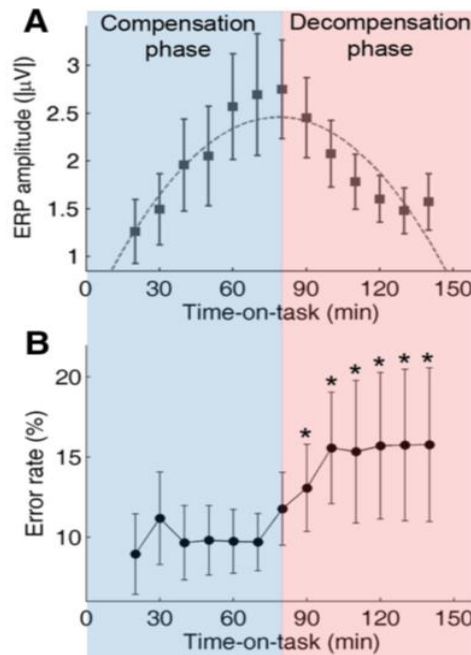 A
Compensation phase
Decompensation phase
ERP amplitude (|μV|)
3
2.5
2
1.5
1
0 30 60 90 120 150
Time-on-task (min)
B
* * * * * *
Error rate (%)
20
15
10
0 30 60 90 120 150
Time-on-task (min)